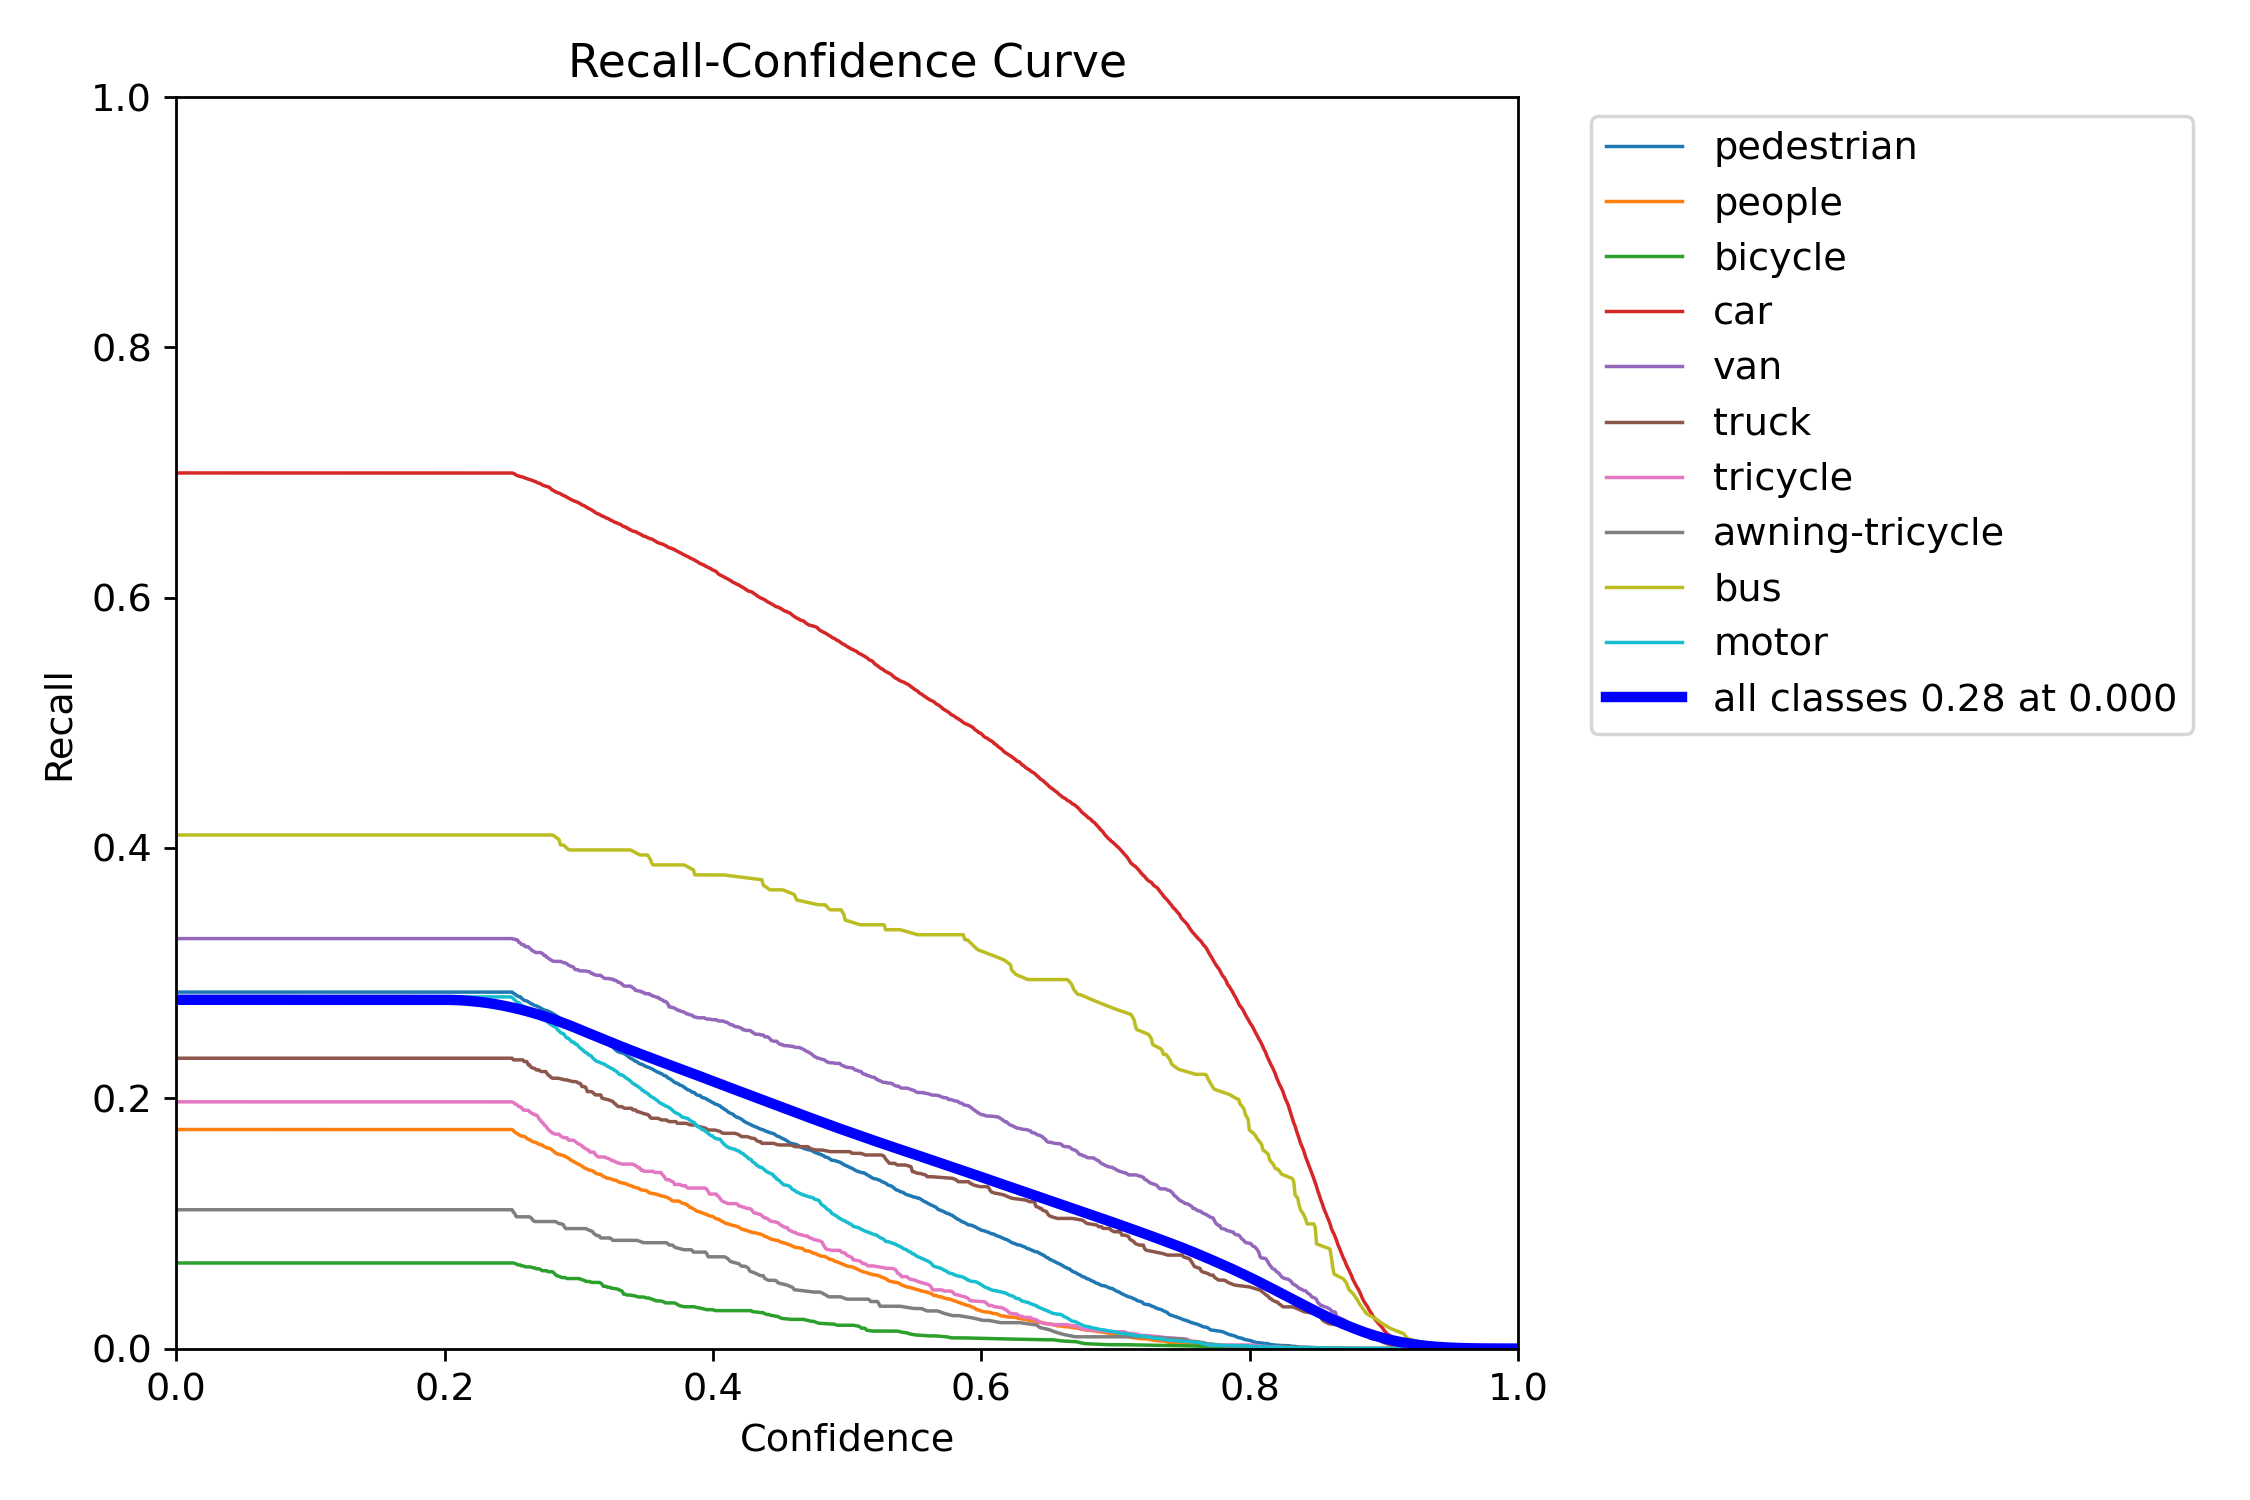 Recall-Confidence Curve
1.0
0.8
0.6
0.4
0.2
0.0
Recall
0.0 0.2 0.4 0.6 0.8 1.0
Confidence
pedestrian
people
bicycle
car
van
truck
tricycle
awning-tricycle
bus
motor
all classes 0.28 at 0.000